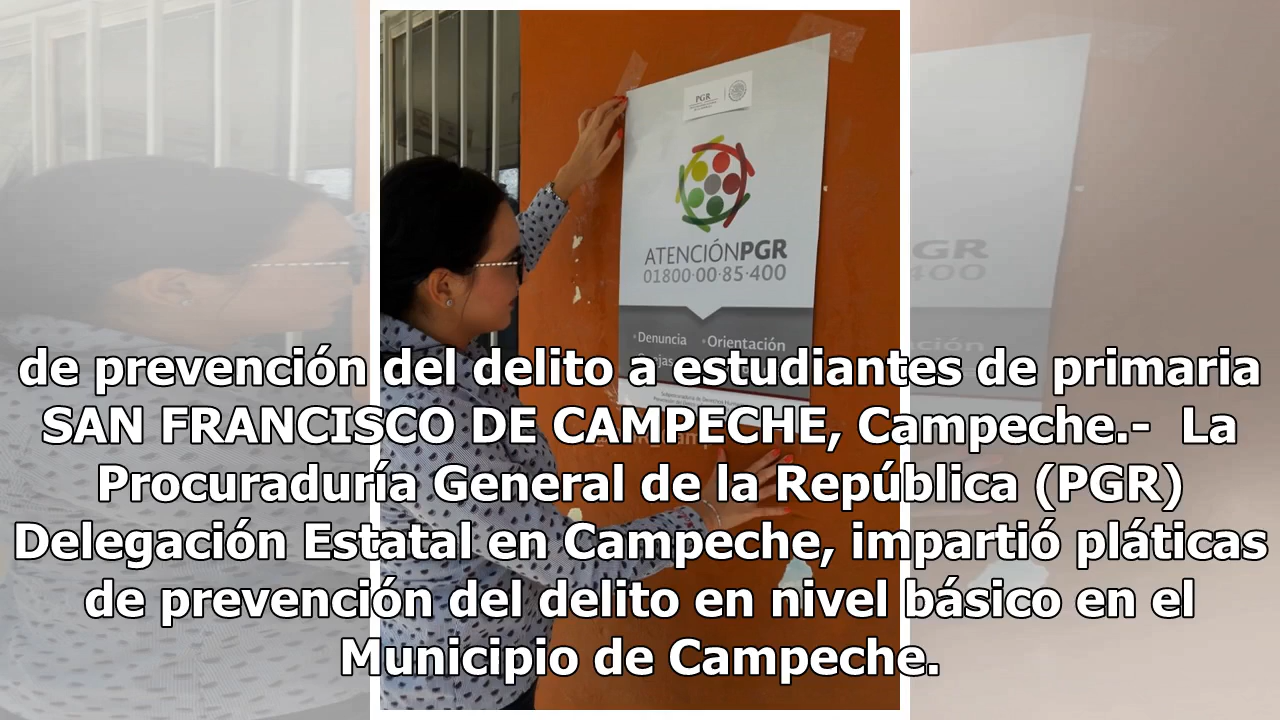 PGR
ATENCIÓNPGR
01800·00·85·400
·Denuncia ·Orientación
de prevención del delito a estudiantes de primaria
SAN FRANCISCO DE CAMPECHE, Campeche.- La
Procuraduría General de la República (PGR)
Delegación Estatal en Campeche, impartió pláticas
de prevención del delito en nivel básico en el
Municipio de Campeche.